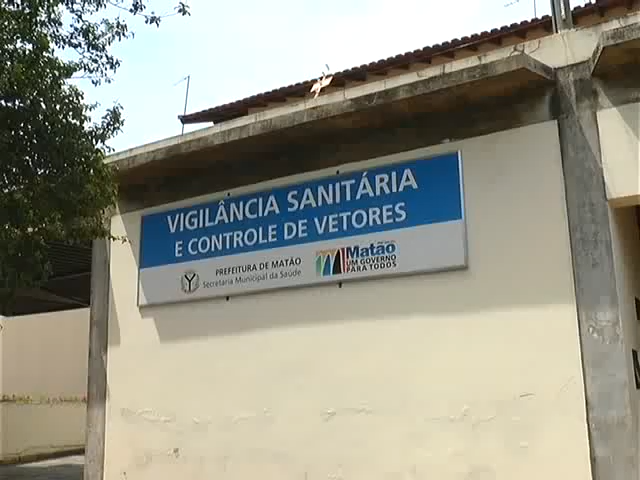 VIGILÂNCIA SANITÁRIA
E CONTROLE DE VETORES
PREFEITURA DE MATÃO
Secretaria Municipal da Saúde
Matão
UM GOVERNO
PARA TODOS